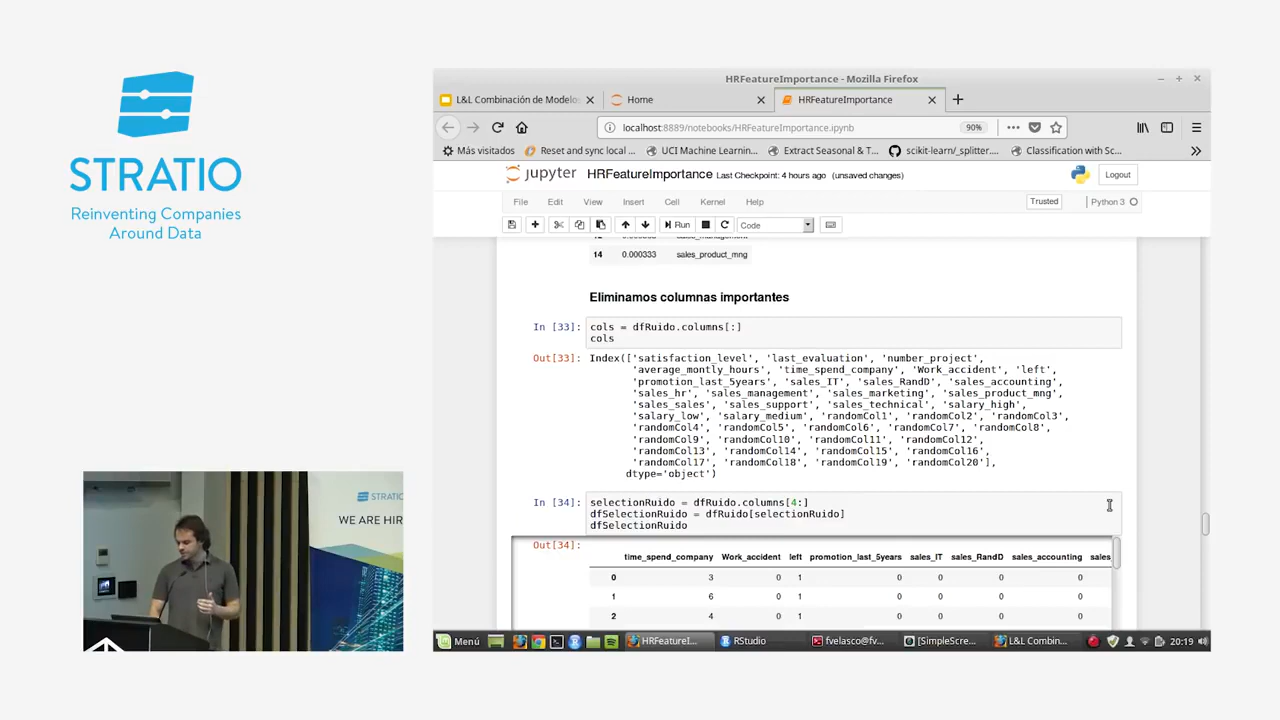 STRATIO
Reinventing Companies
Around Data
STRATIO
WE ARE HIR
HRFeatureImportance - Mozilla Firefox
L&L Combinación de Modelo
Home
HRFeatureImportance
localhost:8889/notebooks/HRFeatureImportance.ipynb
90%
Más visitados
Reset and sync local ...
UCI Machine Learnin...
Extract Seasonal & T...
scikit-learn/_splitter....
Classification with Sc...
jupyter HRFeatureImportance Last Checkpoint: 4 hours ago (unsaved changes)
Logout
File Edit View Insert Cell Kernel Help
Trusted
Python 3
Run
Code
14 0.000333 sales_product_mng
Eliminamos columnas importantes
In [33]: cols = dfRuido.columns[:]
cols
Out[33]: Index(['satisfaction_level', 'last_evaluation', 'number_project',
'average_montly_hours', 'time_spend_company', 'Work_accident', 'left',
'promotion_last_5years', 'sales_IT', 'sales_RandD', 'sales_accounting',
'sales_hr', 'sales_management', 'sales_marketing', 'sales_product_mng',
'sales_sales', 'sales_support', 'sales_technical', 'salary_high',
'salary_low', 'salary_medium', 'randomCol1', 'randomCol2', 'randomCol3',
'randomCol4', 'randomCol5', 'randomCol6', 'randomCol7', 'randomCol8',
'randomCol9', 'randomCol10', 'randomCol11', 'randomCol12',
'randomCol13', 'randomCol14', 'randomCol15', 'randomCol16',
'randomCol17', 'randomCol18', 'randomCol19', 'randomCol20'],
dtype='object')
In [34]: selectionRuido = dfRuido.columns[4:]
dfSelectionRuido = dfRuido[selectionRuido]
dfSelectionRuido
Out[34]:
time_spend_company Work_accident left promotion_last_5years sales_IT sales_RandD sales_accounting sales
0 3 0 1 0 0 0 0
1 6 0 1 0 0 0 0
2 4 0 1 0 0 0 0
Menú
HRFeatureI...
RStudio
fvelasco@fv...
[SimpleScre...
L&L Combin...
20:19